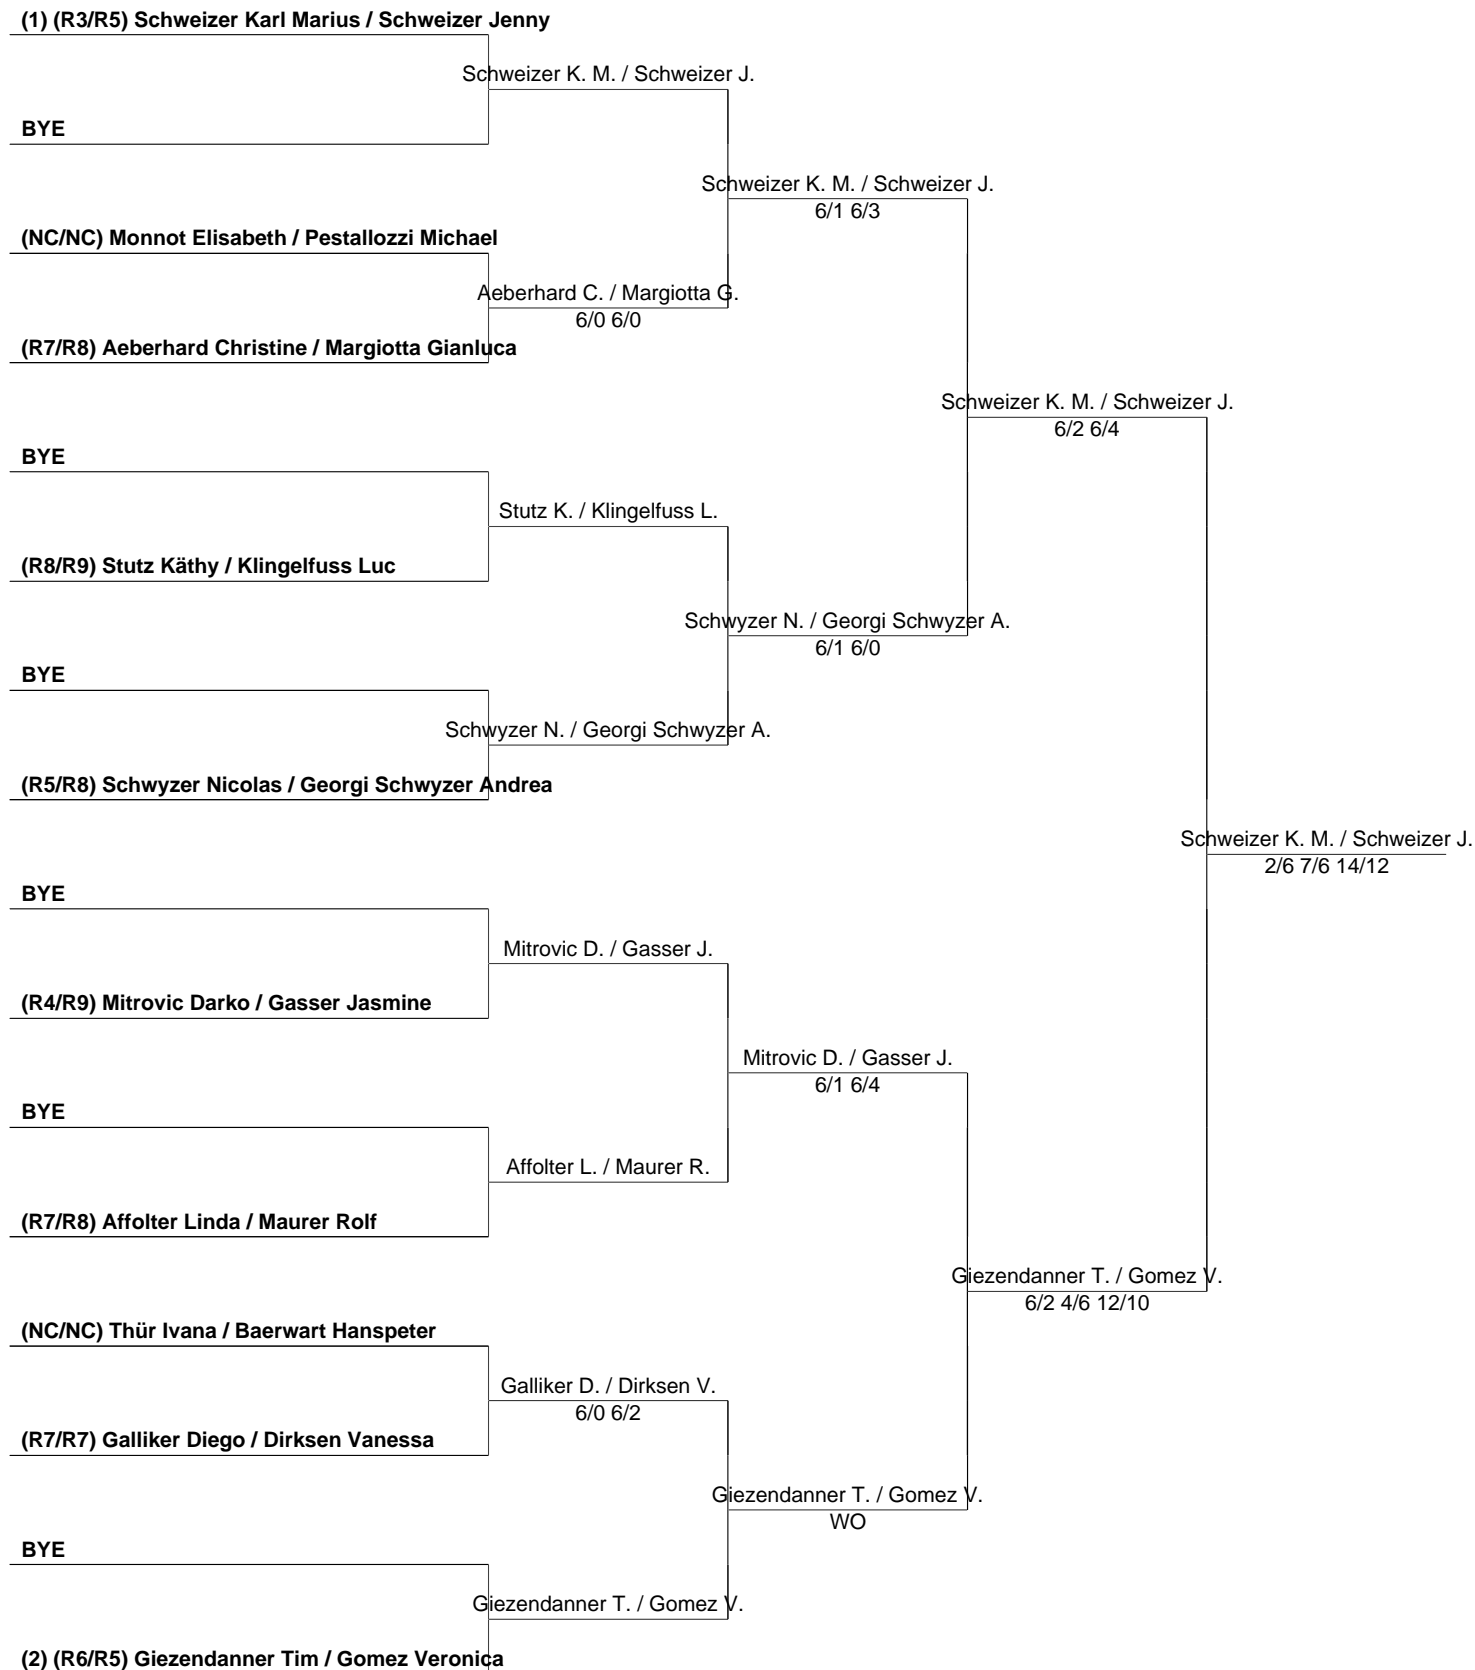 (1) (R3/R5) Schweizer Karl Marius / Schweizer Jenny
Schweizer K. M. / Schweizer J.
BYE
Schweizer K. M. / Schweizer J.
6/1 6/3
(NC/NC) Monnot Elisabeth / Pestallozzi Michael
Aeberhard C. / Margiotta G.
6/0 6/0
(R7/R8) Aeberhard Christine / Margiotta Gianluca
Schweizer K. M. / Schweizer J.
6/2 6/4
BYE
Stutz K. / Klingelfuss L.
(R8/R9) Stutz Käthy / Klingelfuss Luc
Schwyzer N. / Georgi Schwyzer A.
6/1 6/0
BYE
Schwyzer N. / Georgi Schwyzer A.
(R5/R8) Schwyzer Nicolas / Georgi Schwyzer Andrea
Schweizer K. M. / Schweizer J.
2/6 7/6 14/12
BYE
Mitrovic D. / Gasser J.
(R4/R9) Mitrovic Darko / Gasser Jasmine
Mitrovic D. / Gasser J.
6/1 6/4
BYE
Affolter L. / Maurer R.
(R7/R8) Affolter Linda / Maurer Rolf
Giezendanner T. / Gomez V.
6/2 4/6 12/10
(NC/NC) Thür Ivana / Baerwart Hanspeter
Galliker D. / Dirksen V.
6/0 6/2
(R7/R7) Galliker Diego / Dirksen Vanessa
Giezendanner T. / Gomez V.
WO
BYE
Giezendanner T. / Gomez V.
(2) (R6/R5) Giezendanner Tim / Gomez Veronica